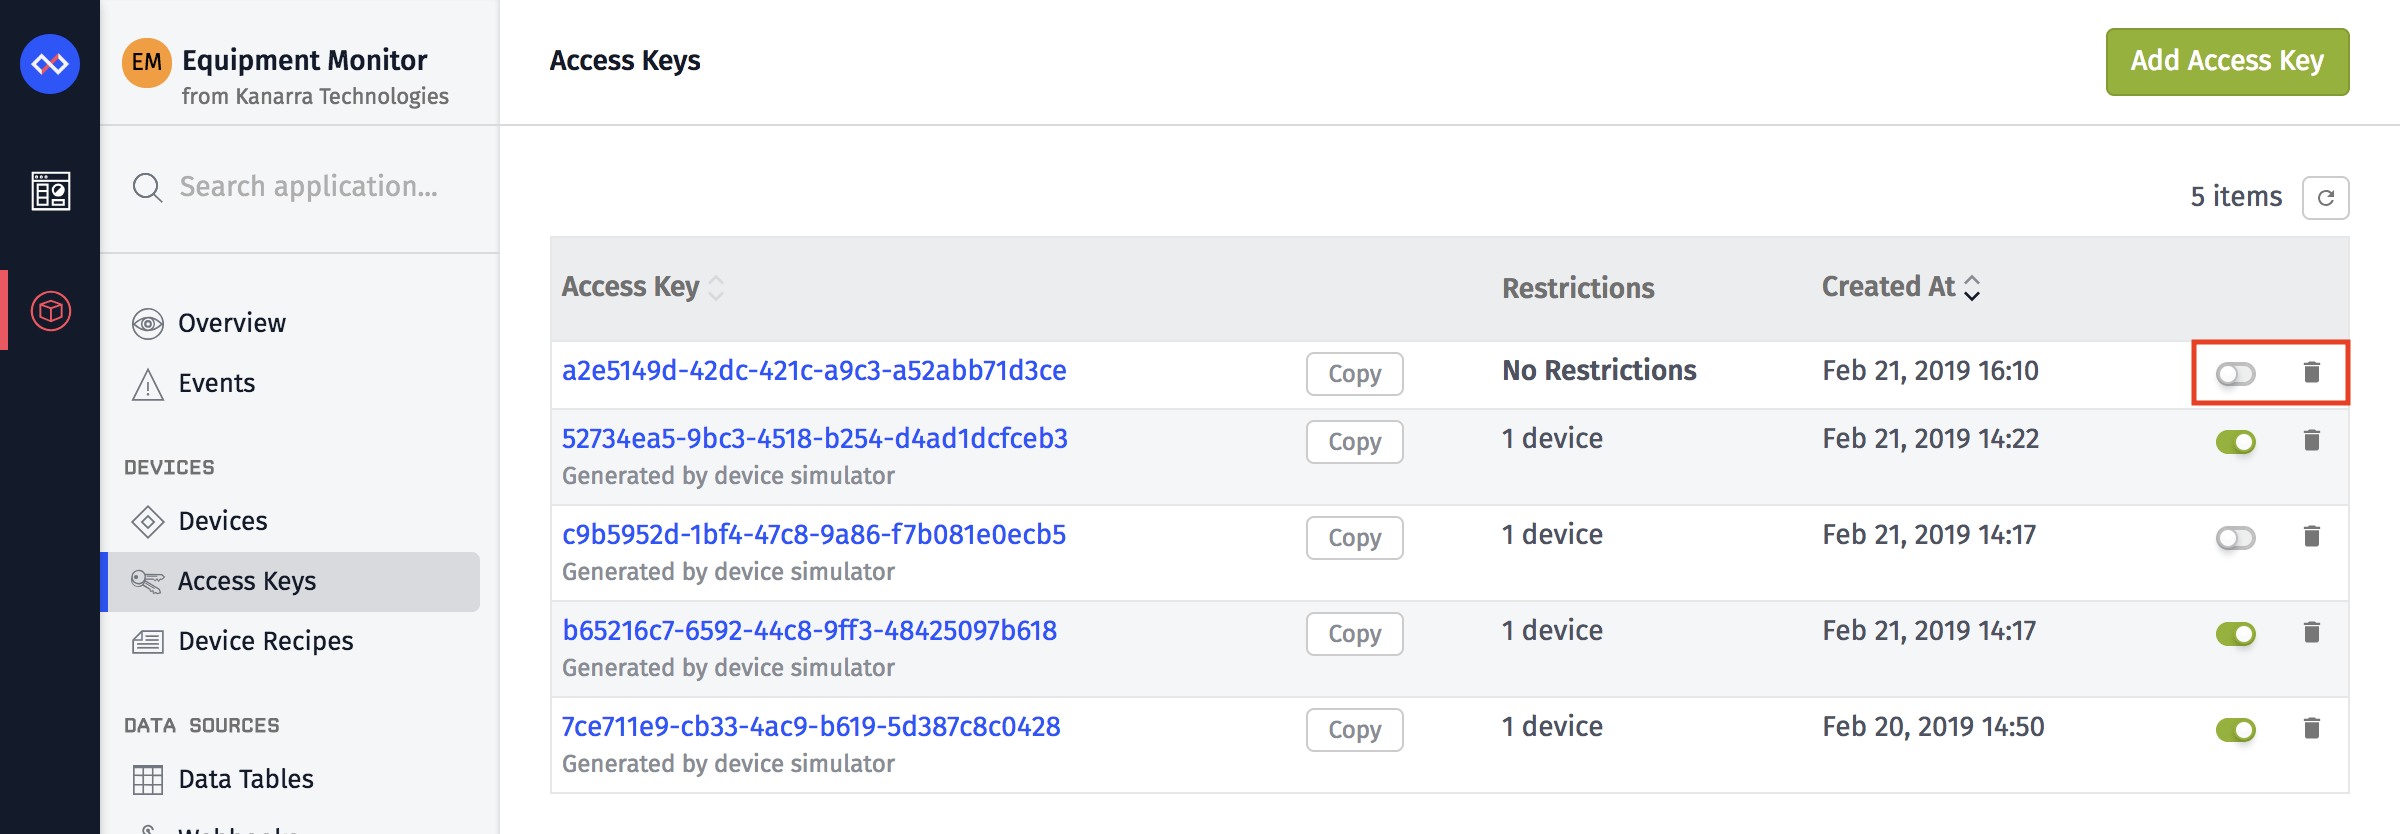 EM
Equipment Monitor
from Kanarra Technologies
Search application...
Overview
Events
DEVICES
Devices
Access Keys
Device Recipes
DATA SOURCES
Data Tables
Webhooks
Access Keys
Add Access Key
5 items
Access Key Restrictions Created At
a2e5149d-42dc-421c-a9c3-a52abb71d3ce Copy No Restrictions Feb 21, 2019 16:10
52734ea5-9bc3-4518-b254-d4ad1dcfceb3 Copy 1 device Feb 21, 2019 14:22
Generated by device simulator
c9b5952d-1bf4-47c8-9a86-f7b081e0ecb5 Copy 1 device Feb 21, 2019 14:17
Generated by device simulator
b65216c7-6592-44c8-9ff3-48425097b618 Copy 1 device Feb 21, 2019 14:17
Generated by device simulator
7ce711e9-cb33-4ac9-b619-5d387c8c0428 Copy 1 device Feb 20, 2019 14:50
Generated by device simulator